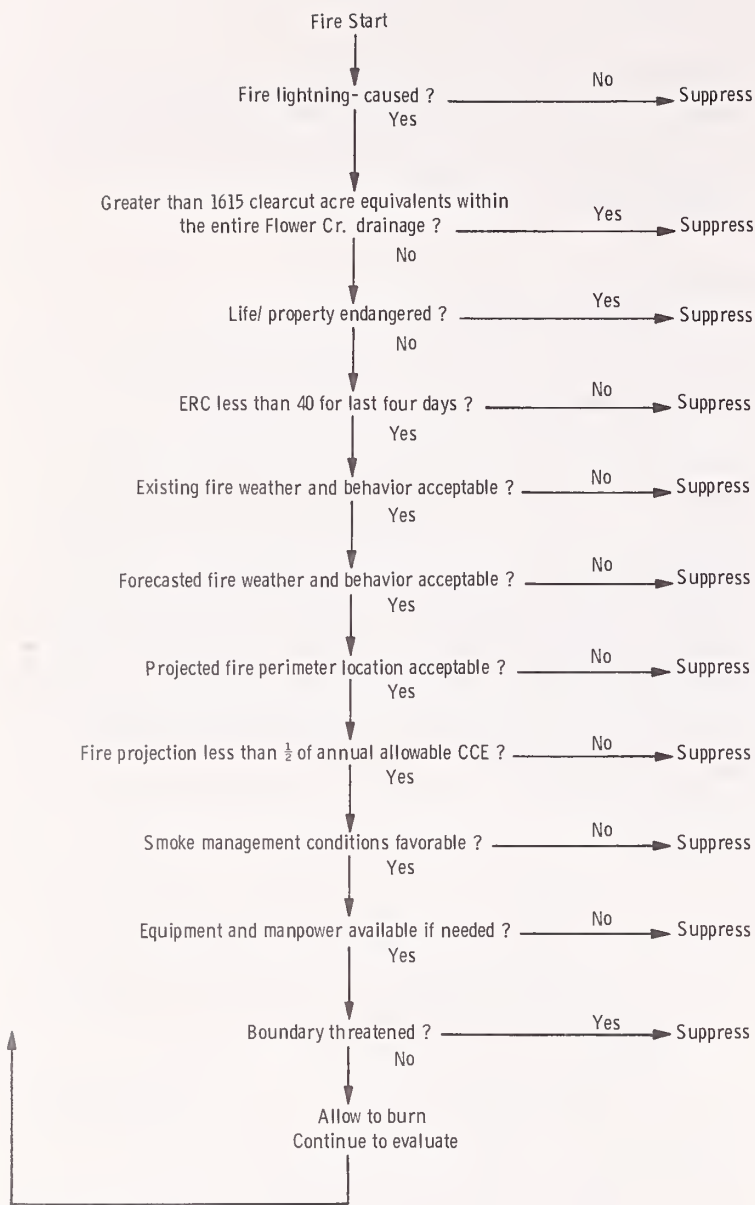 Fire Start
Fire lightning- caused ? No Suppress
Yes
Greater than 1615 clearcut acre equivalents within
the entire Flower Cr. drainage ? Yes Suppress
No
Life/ property endangered ? Yes Suppress
No
ERC less than 40 for last four days ? No Suppress
Yes
Existing fire weather and behavior acceptable ? No Suppress
Yes
Forecasted fire weather and behavior acceptable ? No Suppress
Yes
Projected fire perimeter location acceptable ? No Suppress
Yes
Fire projection less than ½ of annual allowable CCE ? No Suppress
Yes
Smoke management conditions favorable ? No Suppress
Yes
Equipment and manpower available if needed ? No Suppress
Yes
Boundary threatened ? Yes Suppress
No
Allow to burn
Continue to evaluate